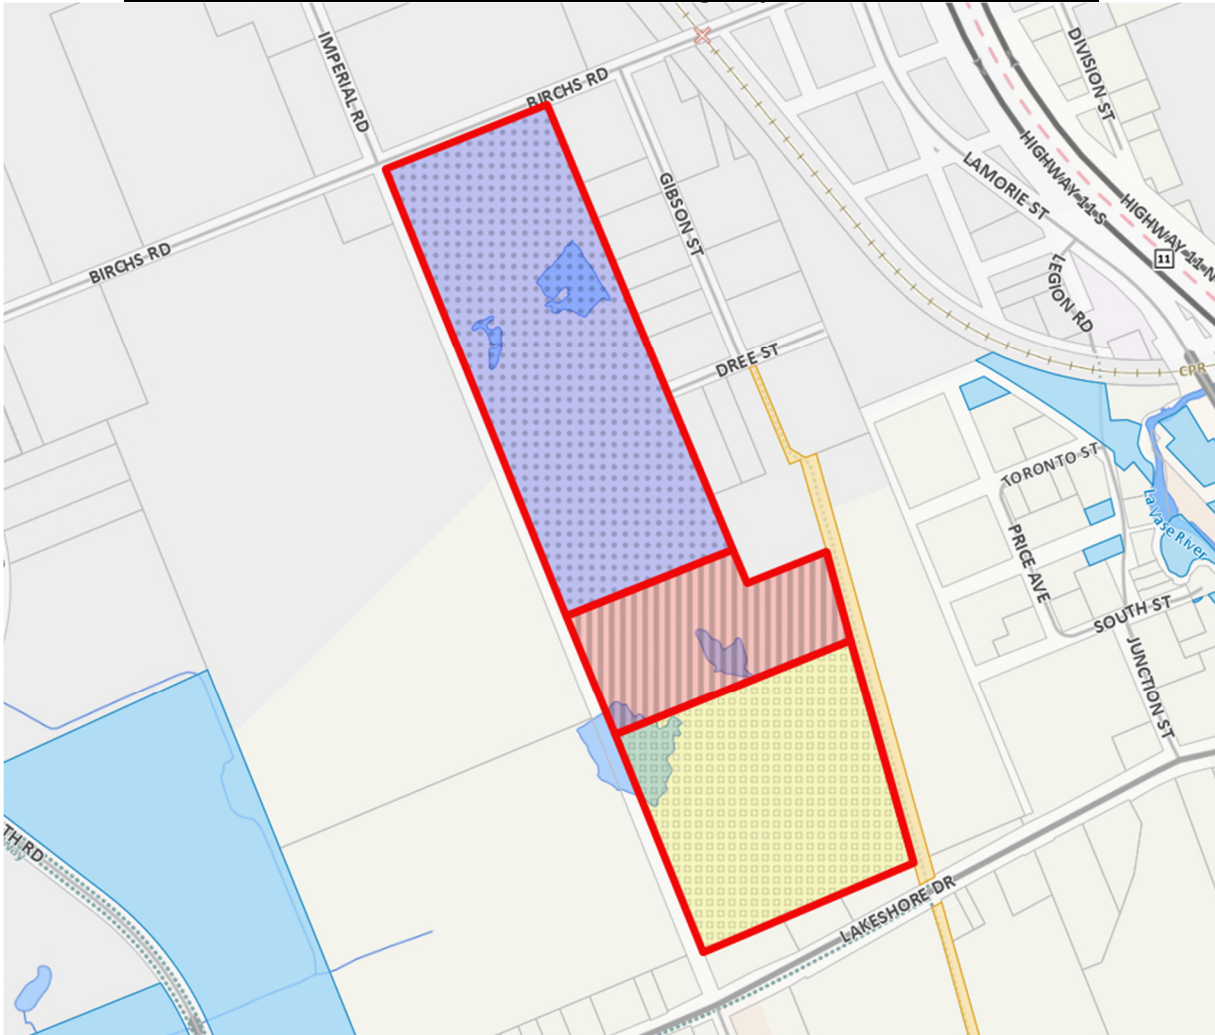 IMPERIAL RD
BIRCHS RD
DIVISION ST
HIGHWAY 11 S
LAMORIE ST
HIGHWAY 11 N
11
GIBSON ST
BIRCHS RD
LEGION RD
DREE ST
CPR
TORONTO ST
La Vase River
PRICE AVE
SOUTH ST
JUNCTION ST
TH RD
way
LAKESHORE DR